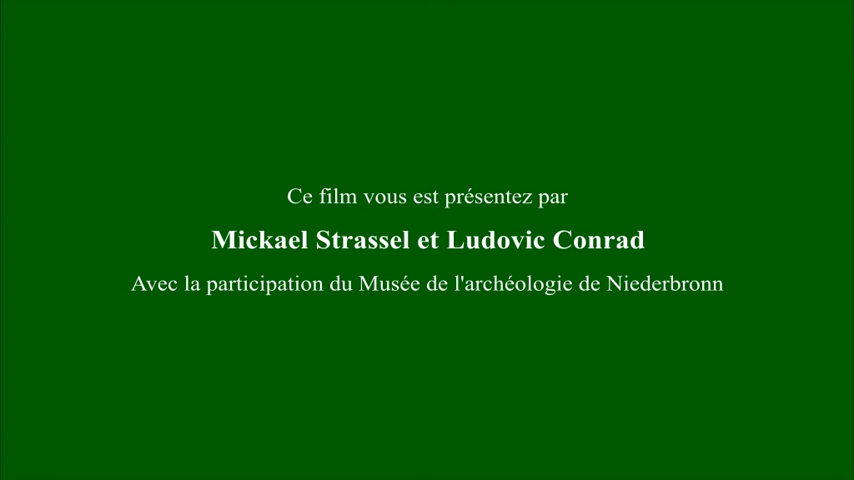 Ce film vous est présentez par
Mickael Strassel et Ludovic Conrad
Avec la participation du Musée de l'archéologie de Niederbronn